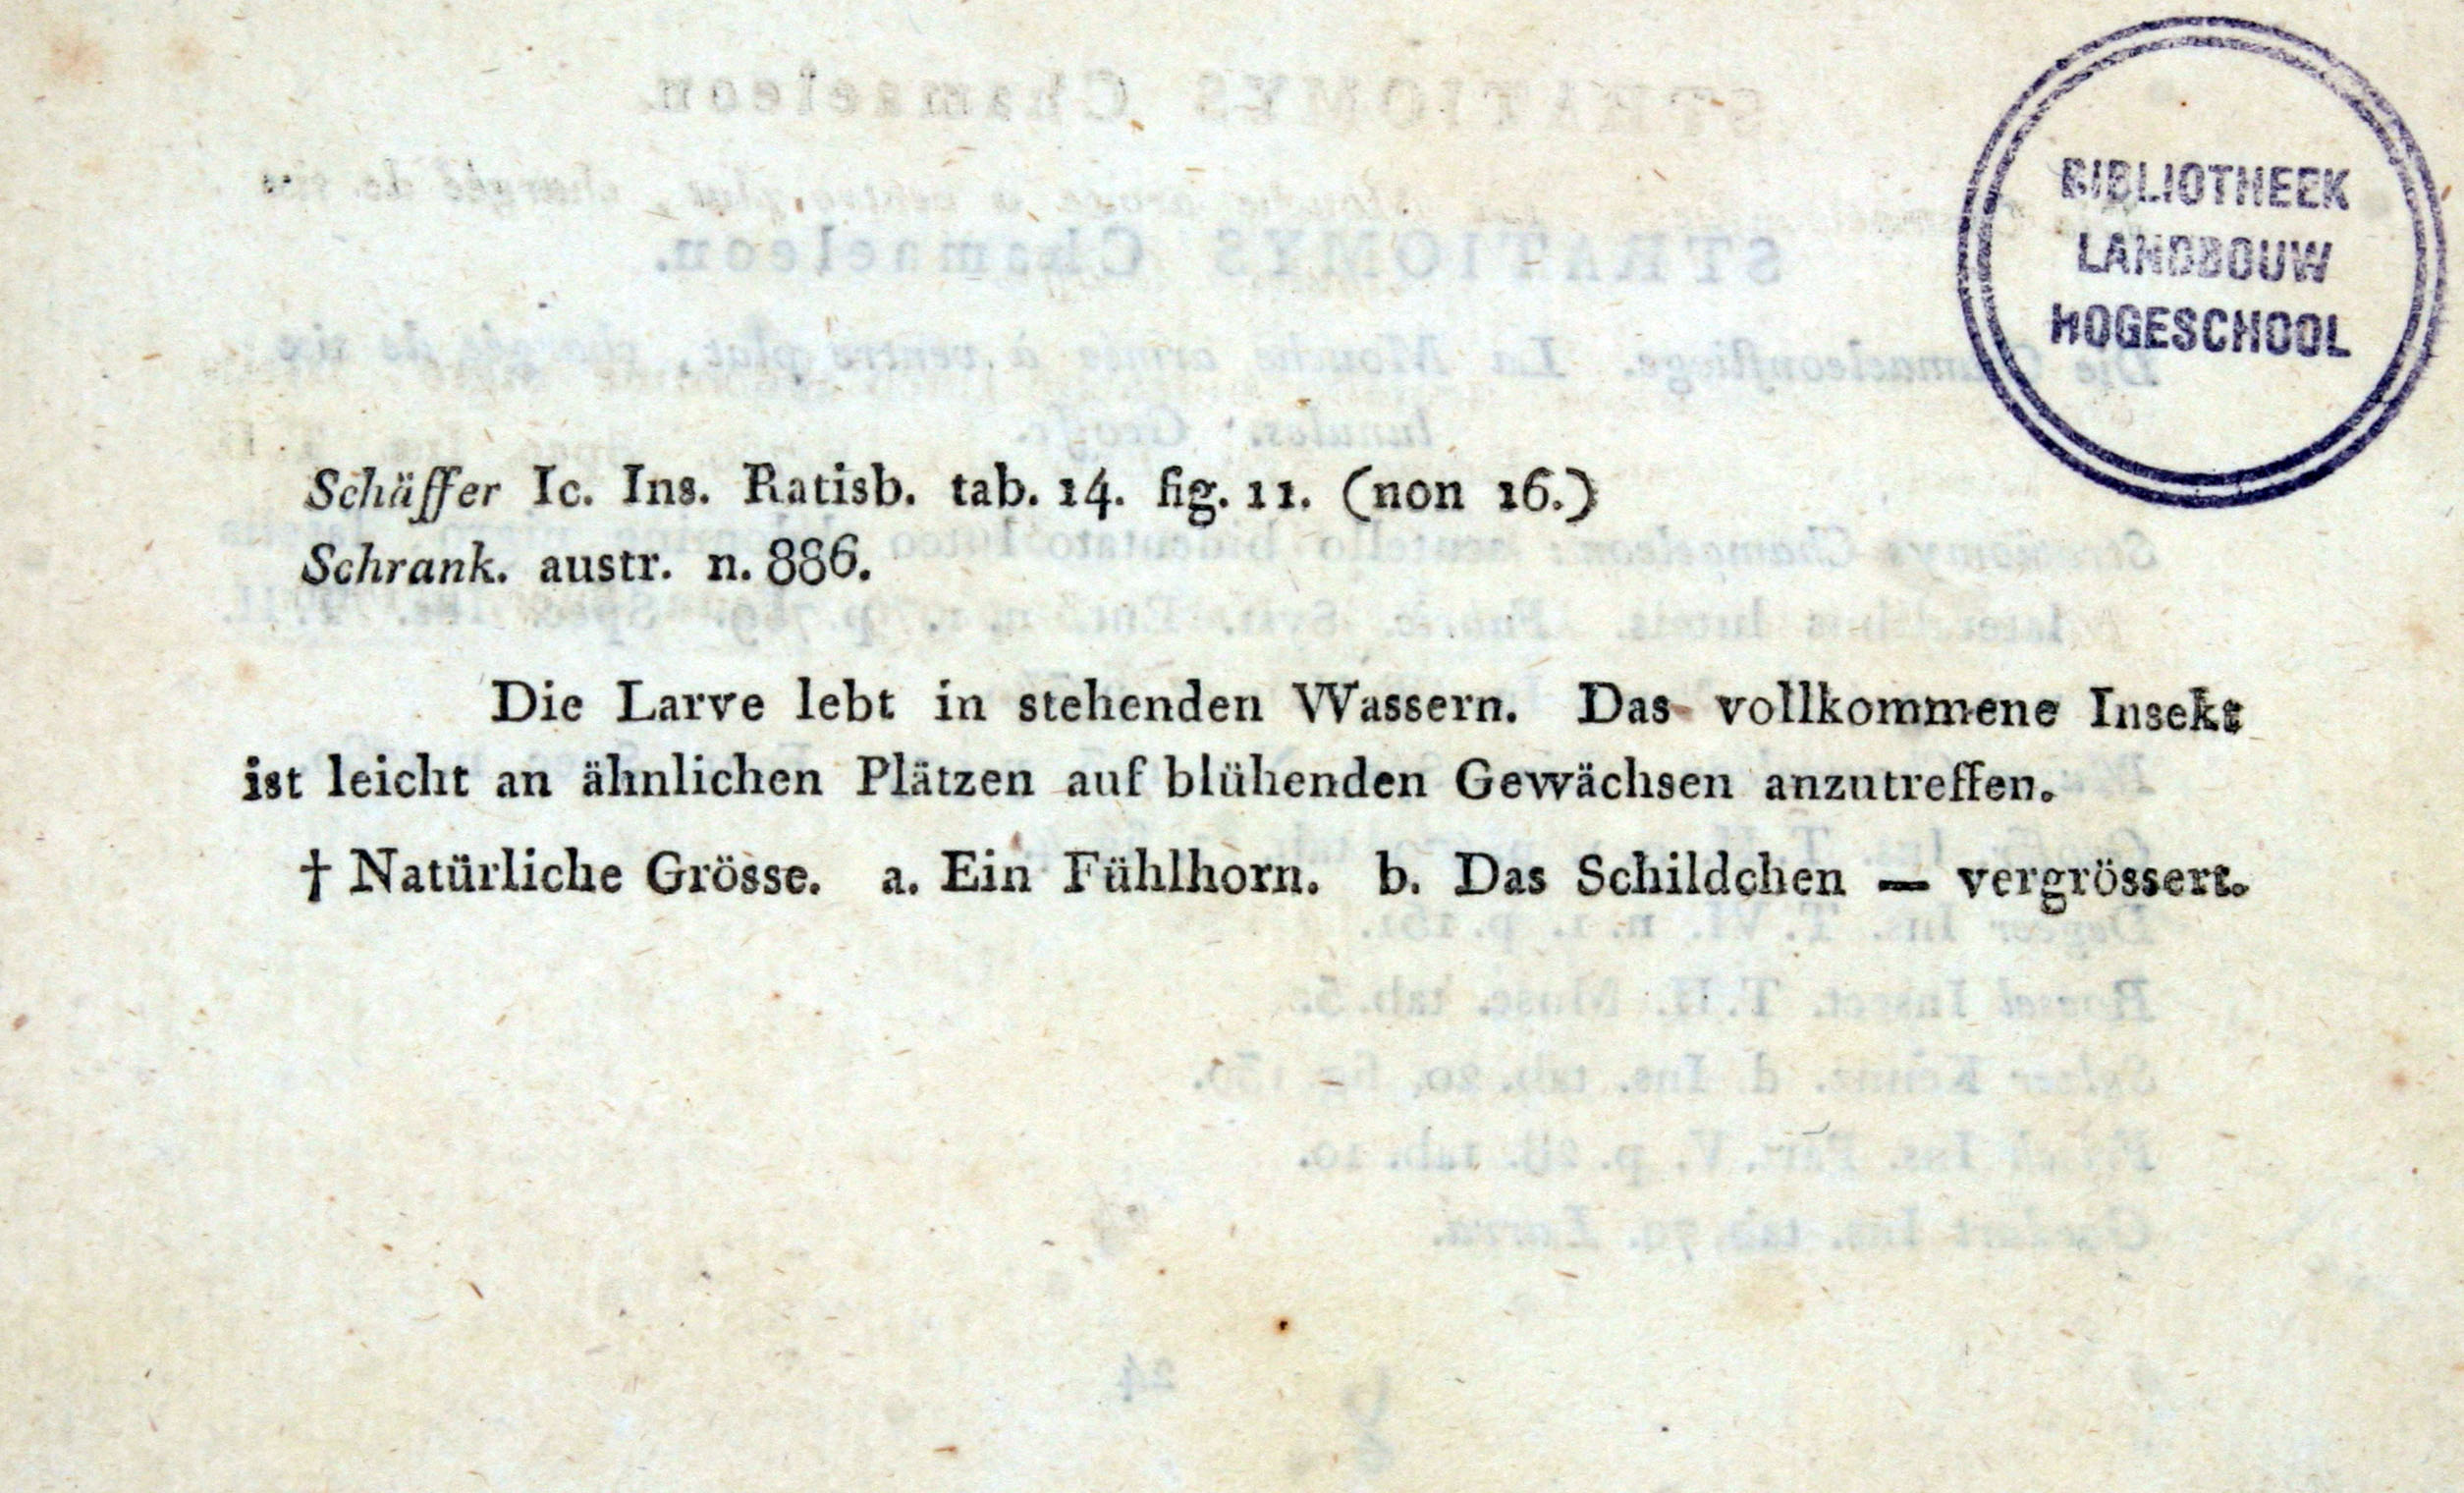 BIBLIOTHEEK
LANDBOUW
HOGESCHOOL
Schäffer Ic. Ins. Ratisb. tab. 14. fig. 11. (non 16.)
Schrank. austr. n. 886.
Die Larve lebt in stehenden Wassern. Das vollkommene Insekt
ist leicht an ähnlichen Plätzen auf blühenden Gewächsen anzutreffen.
† Natürliche Grösse. a. Ein Fühlhorn. b. Das Schildchen — vergrössert.